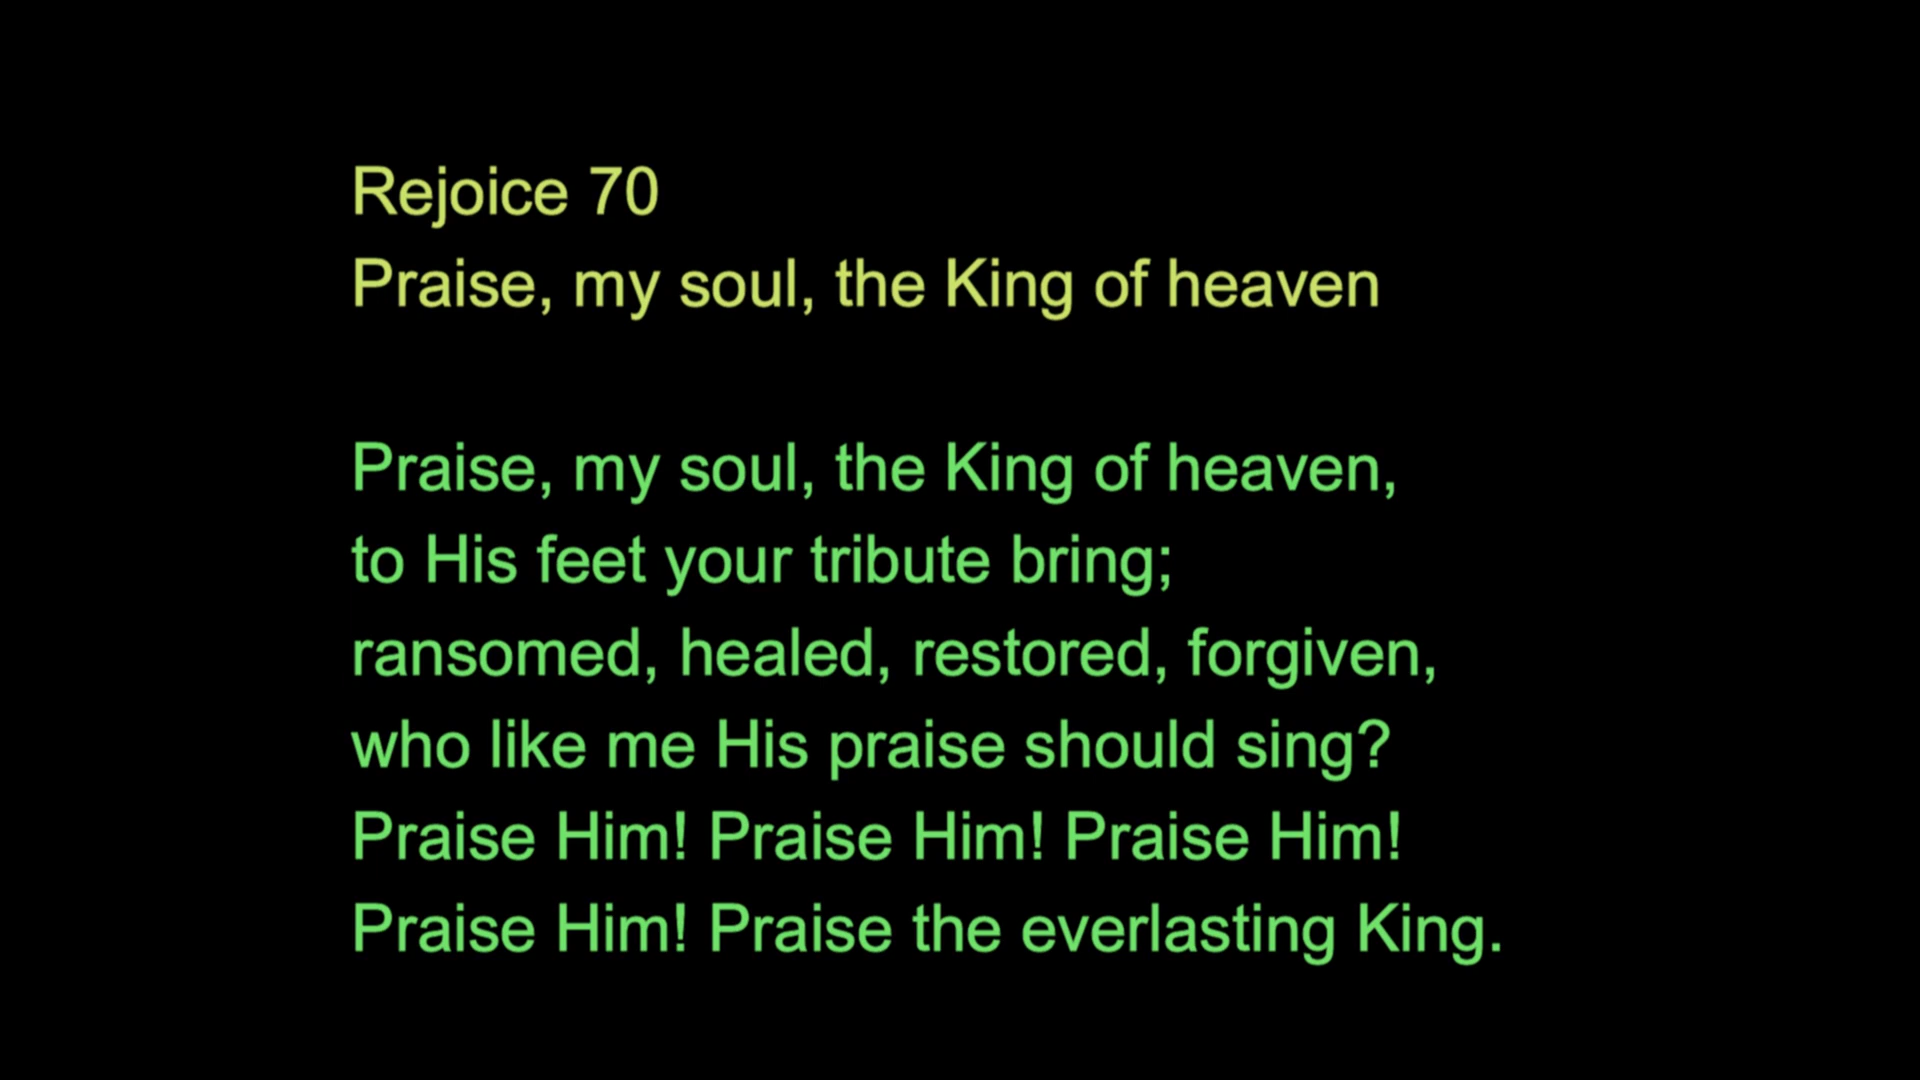 Rejoice 70
Praise, my soul, the King of heaven
Praise, my soul, the King of heaven,
to His feet your tribute bring;
ransomed, healed, restored, forgiven,
who like me His praise should sing?
Praise Him! Praise Him! Praise Him!
Praise Him! Praise the everlasting King.